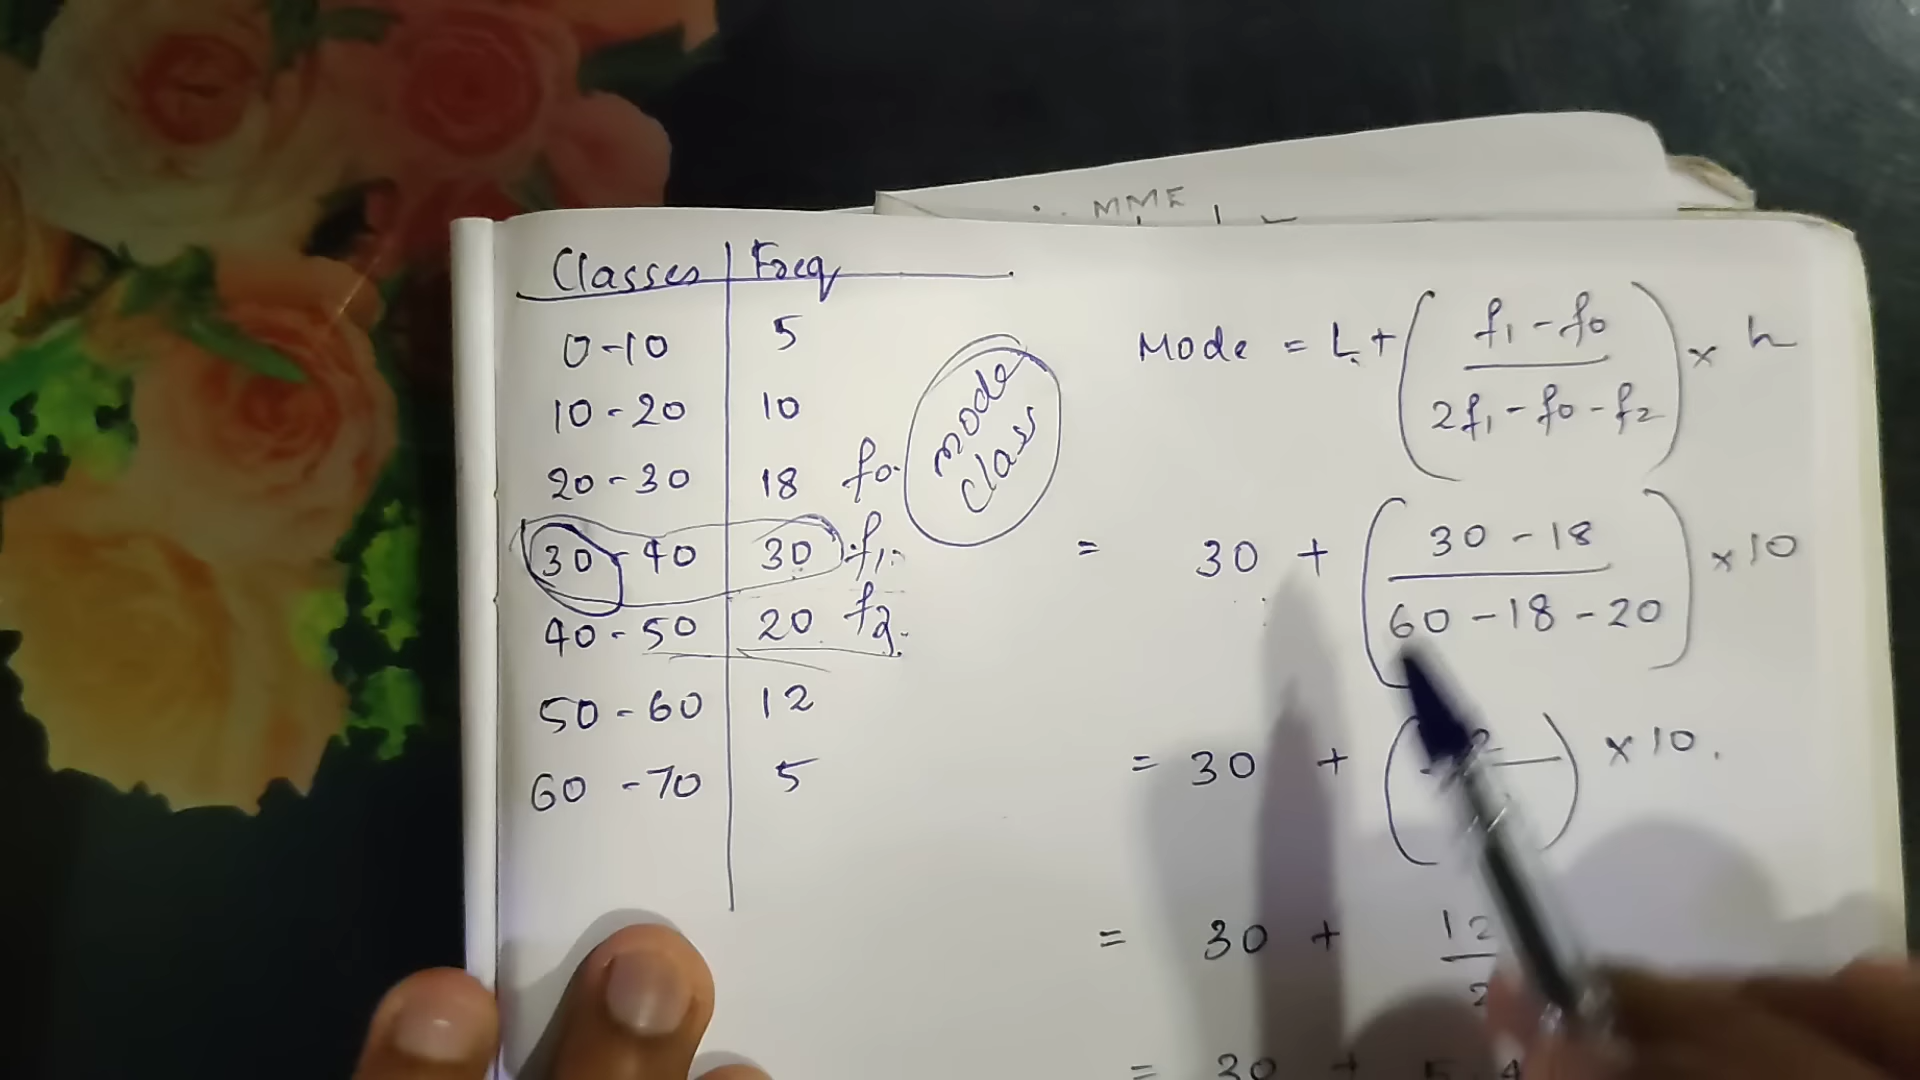 MME
Classes Freq
0-10 5
10-20 10
20-30 18 f0
30-40 30 f1
40-50 20 f2
50-60 12
60-70 5
mode
class
Mode = L + ( f1 - f0 / 2f1 - f0 - f2 ) × h
= 30 + ( 30 - 18 / 60 - 18 - 20 ) × 10
= 30 + ( ) × 10.
= 30 + 12
= 30 + 5.4